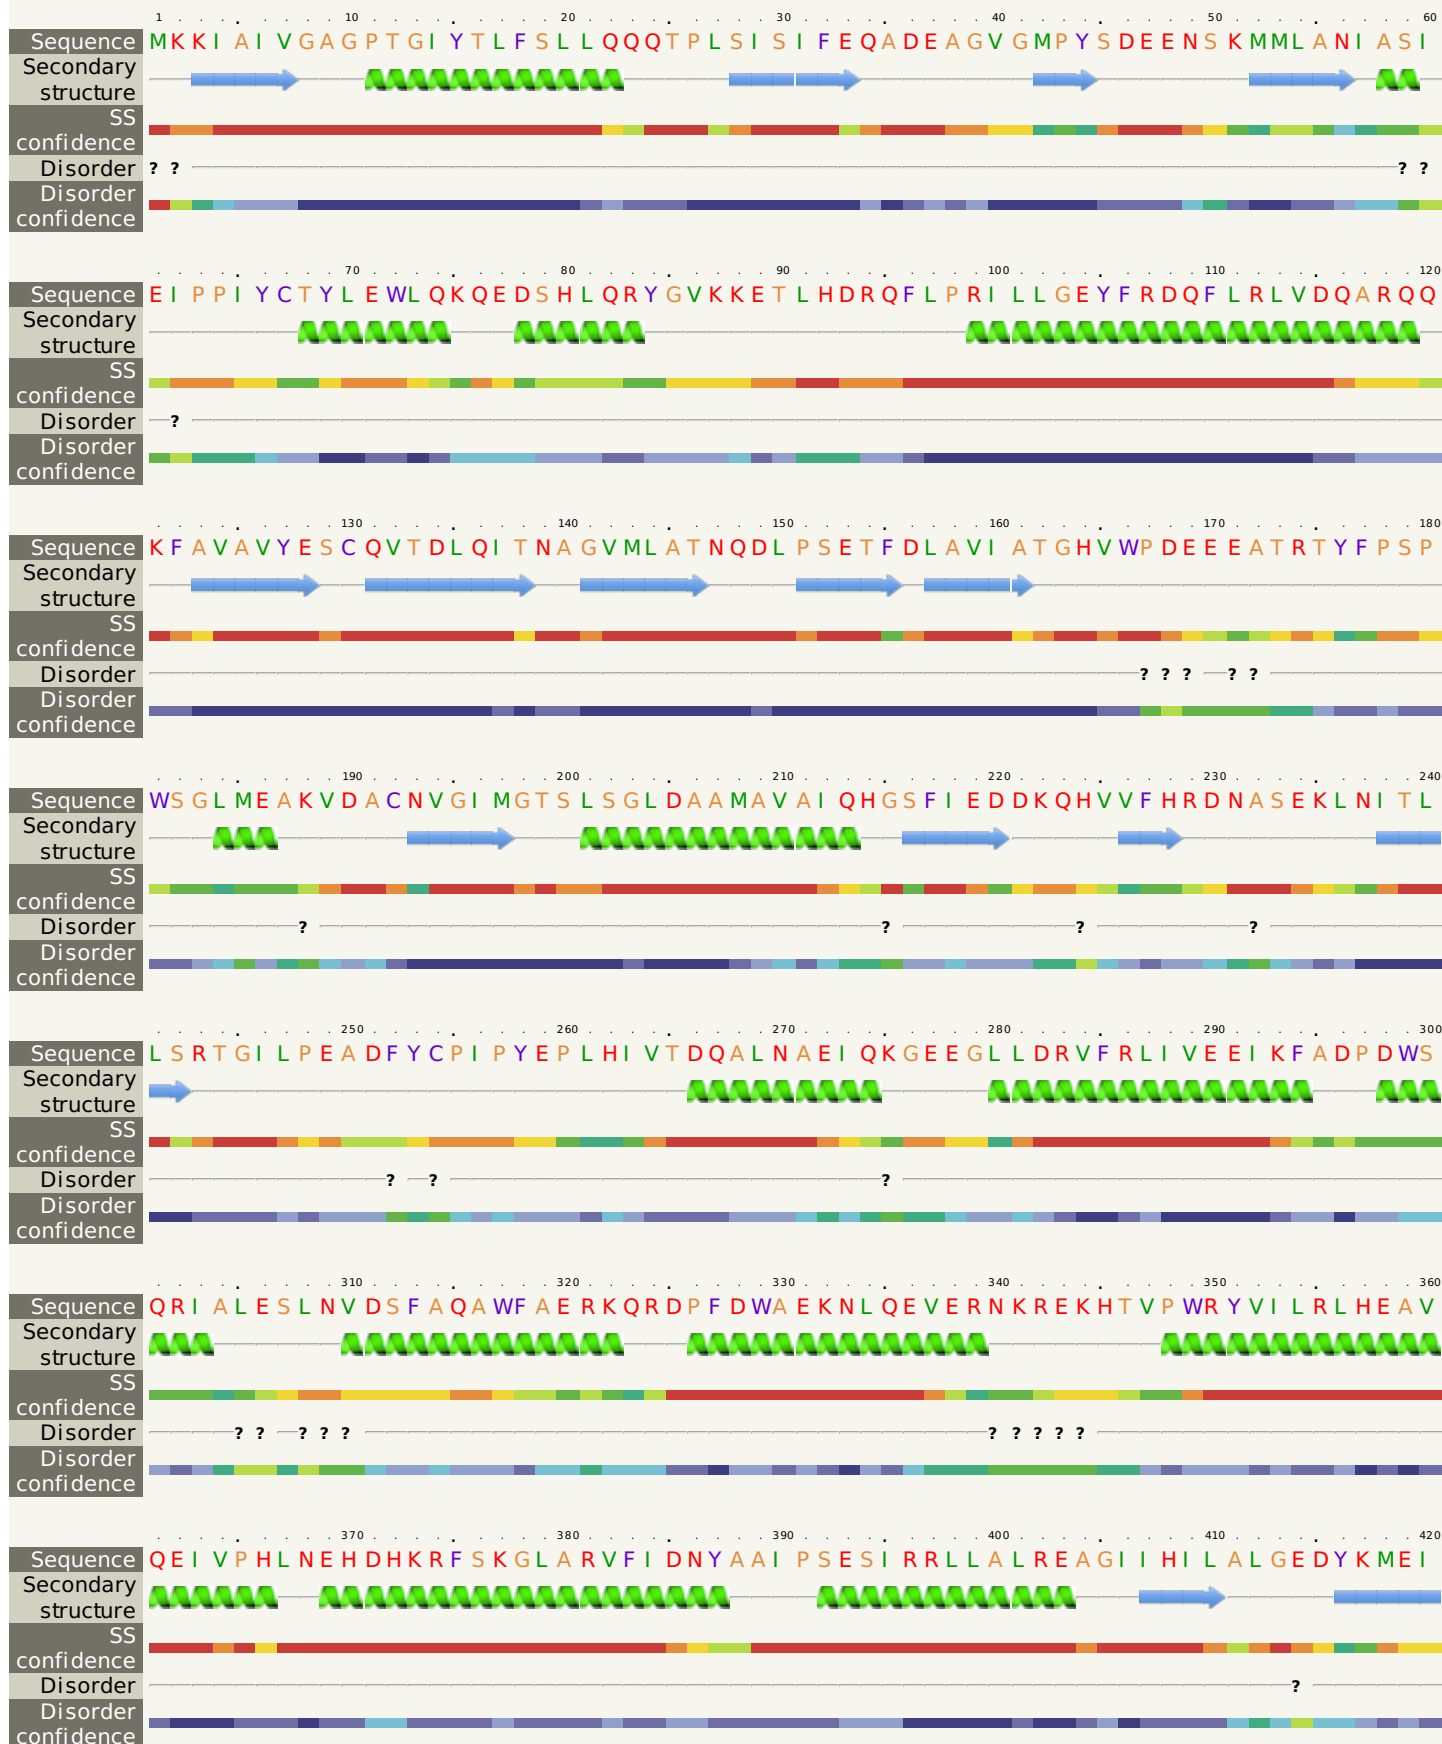 1 10 20 30 40 50 60
Sequence MKKIAIVGAGPTGIYTLFSLLQQQTPLSISIFEQADEAGVGMPYSDEENSKMMLANIASI
Secondary
structure
SS
confidence
Disorder ? ? ? ?
Disorder
confidence
70 80 90 100 110 120
Sequence EIPPIYCTYLEWLQKQEDSHLQRYGVKKETLHDRQFLPRILLGEYFRDQFLRLVDQARQQ
Secondary
structure
SS
confidence
Disorder ?
Disorder
confidence
130 140 150 160 170 180
Sequence KFAVAVYESCQVTDLQITNAGVMLATNQDLPSETFDLAVIATGHVWPDEEEATRTYFPSP
Secondary
structure
SS
confidence
Disorder ? ? ? ? ?
Disorder
confidence
190 200 210 220 230 240
Sequence WSGLMEAKVDACNVGIMGTSLSGLDAAMAVAIQHGSFIEDDKQHVVFHRDNASEKLNITL
Secondary
structure
SS
confidence
Disorder ? ? ? ?
Disorder
confidence
250 260 270 280 290 300
Sequence LSRTGILPEADFYCPIPYEPLHIVTDQALNAEIQKGEEGLLDRVFRLIVEEIKFADPDWS
Secondary
structure
SS
confidence
Disorder ? ? ?
Disorder
confidence
310 320 330 340 350 360
Sequence QRIALESLNVDSFAQAWFAERKQRDPFDWAEKNLQEVERNKREKHTVPWRYVILRLHEAV
Secondary
structure
SS
confidence
Disorder ? ? ? ? ? ? ? ? ? ?
Disorder
confidence
370 380 390 400 410 420
Sequence QEIVPHLNEHDHKRFSKGLARVFIDNYAAIPSESIRRLLALREAGIIHILALGEDYKMEI
Secondary
structure
SS
confidence
Disorder ?
Disorder
confidence